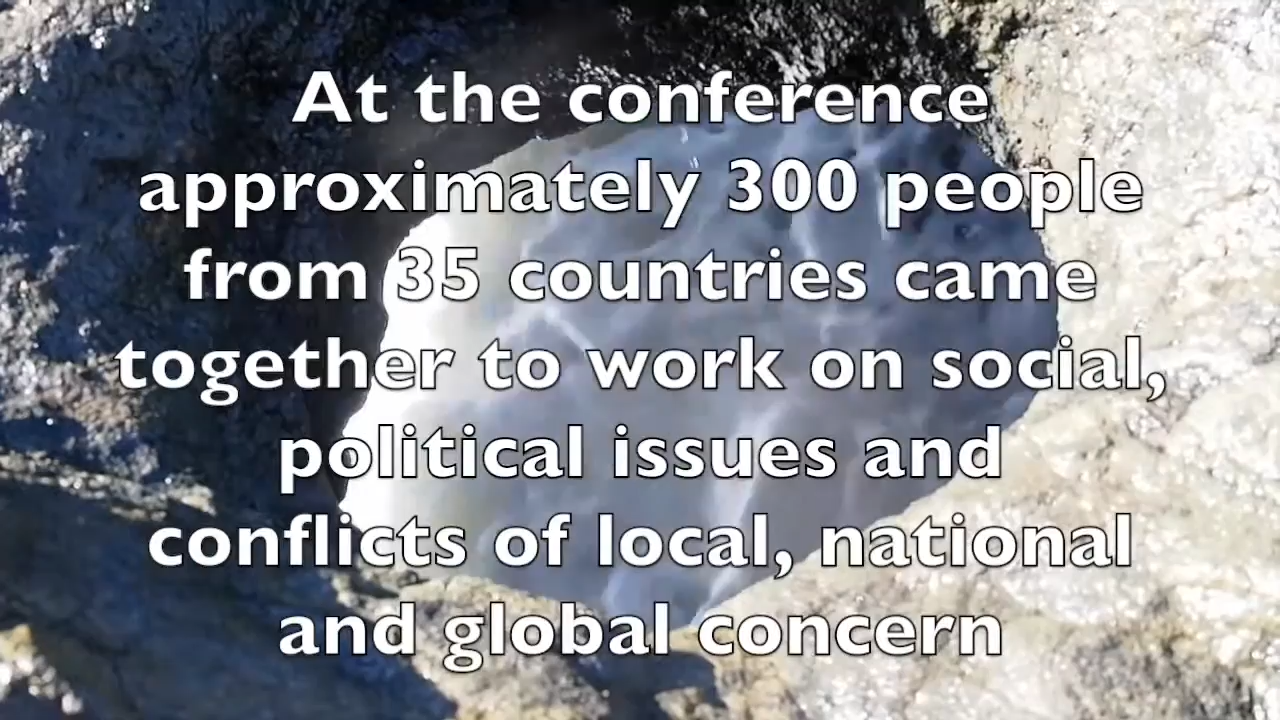 At the conference
approximately 300 people
from 35 countries came
together to work on social,
political issues and
conflicts of local, national
and global concern